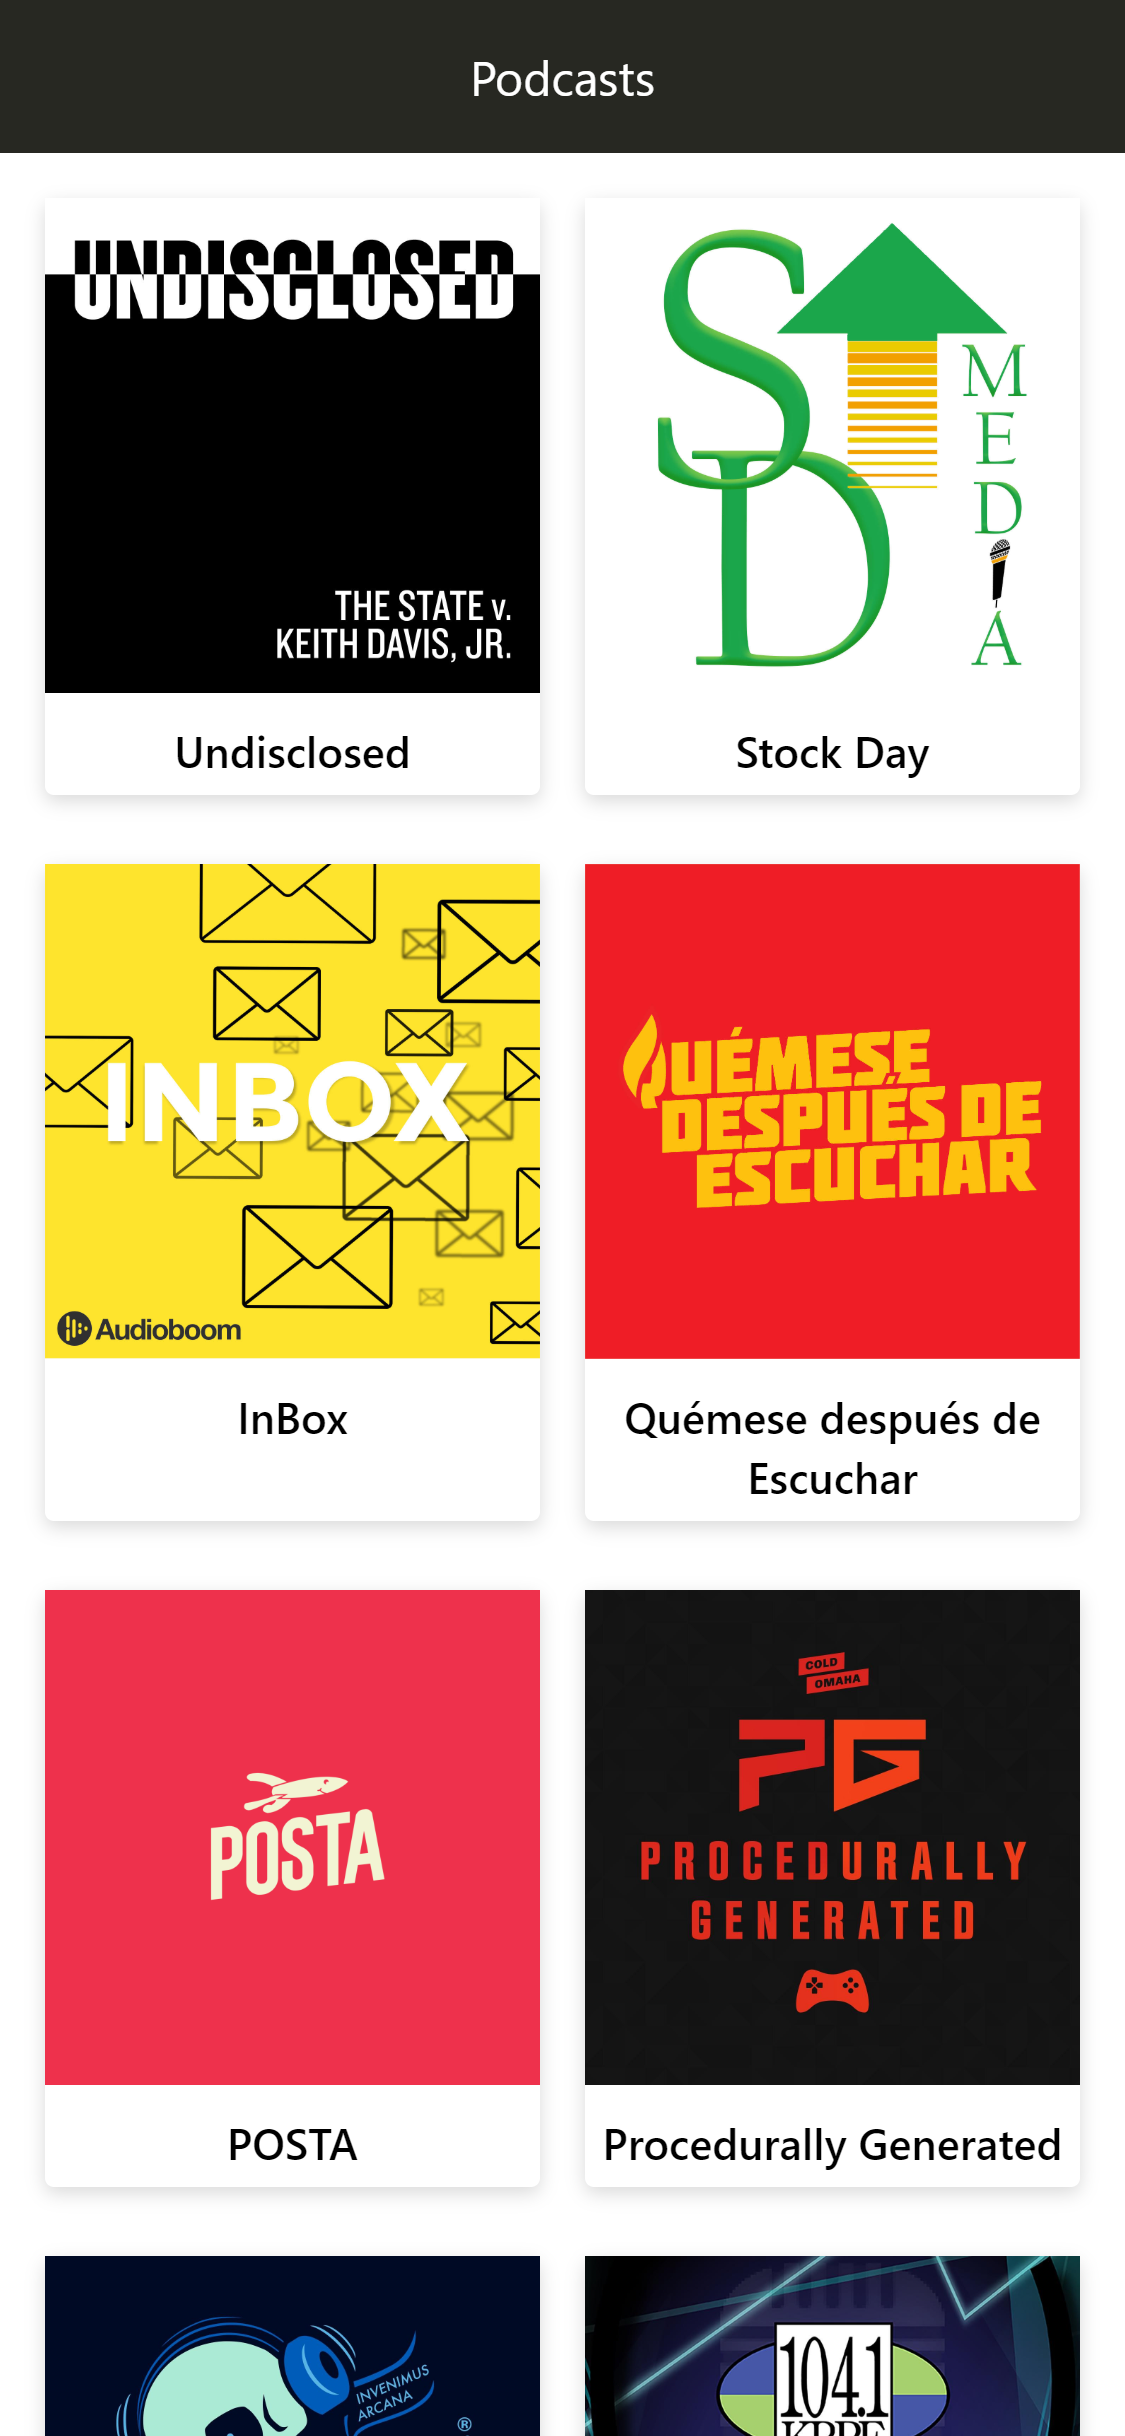 Podcasts
UNDISCLOSED
THE STATE v.
KEITH DAVIS, JR.
Undisclosed
SD
MEDIA
Stock Day
INBOX
Audioboom
InBox
QUÉMESE
DESPUÉS DE
ESCUCHAR
Quémese después de
Escuchar
POSTA
POSTA
COLD
OMAHA
PG
PROCEDURALLY
GENERATED
Procedurally Generated
INVENIMUS
ARCANA
®
104.1